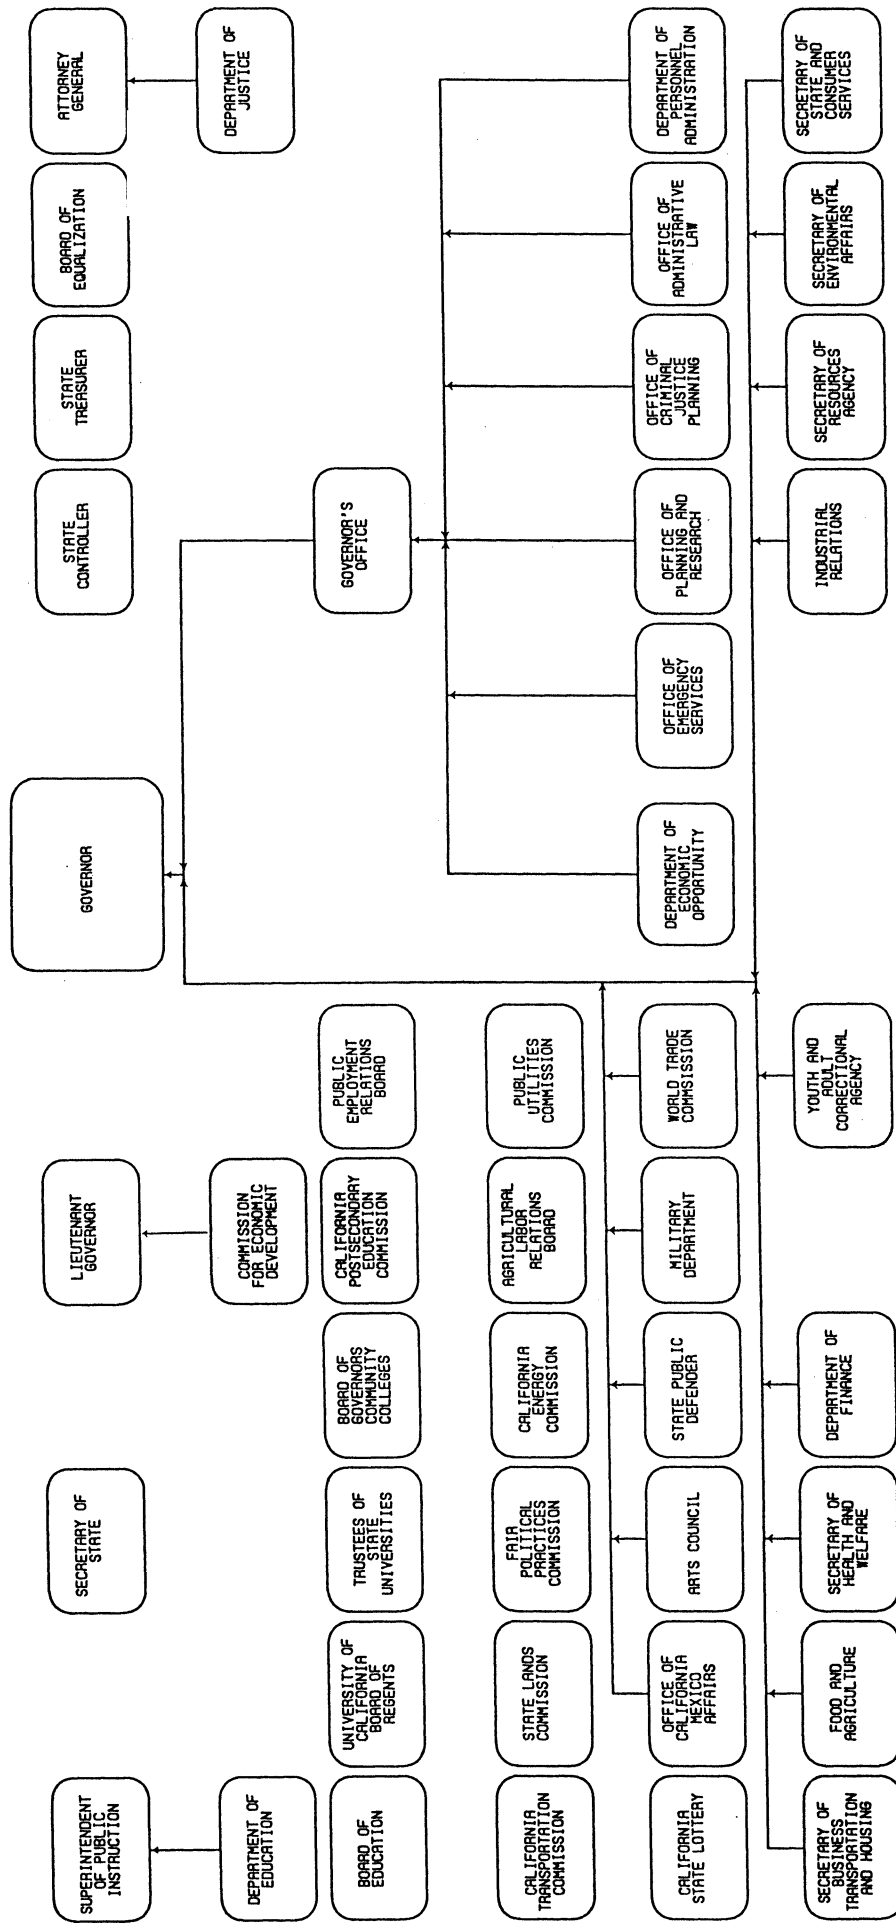 SUPERINTENDENT
OF PUBLIC
INSTRUCTION
SECRETARY OF
STATE
LIEUTENANT
GOVERNOR
GOVERNOR
STATE
CONTROLLER
STATE
TREASURER
BOARD OF
EQUALIZATION
ATTORNEY
GENERAL
DEPARTMENT OF
EDUCATION
COMMISSION
FOR ECONOMIC
DEVELOPMENT
DEPARTMENT OF
JUSTICE
BOARD OF
EDUCATION
UNIVERSITY OF
CALIFORNIA
BOARD OF
REGENTS
TRUSTEES OF
STATE
UNIVERSITIES
BOARD OF
GOVERNORS
COMMUNITY
COLLEGES
CALIFORNIA
POSTSECONDARY
EDUCATION
COMMISSION
PUBLIC
EMPLOYMENT
RELATIONS
BOARD
GOVERNOR'S
OFFICE
CALIFORNIA
TRANSPORTATION
COMMISSION
STATE LANDS
COMMISSION
FAIR
POLITICAL
PRACTICES
COMMISSION
CALIFORNIA
ENERGY
COMMISSION
AGRICULTURAL
LABOR
RELATIONS
BOARD
PUBLIC
UTILITIES
COMMISSION
CALIFORNIA
STATE LOTTERY
OFFICE OF
CALIFORNIA
MEXICO
AFFAIRS
ARTS COUNCIL
STATE PUBLIC
DEFENDER
MILITARY
DEPARTMENT
WORLD TRADE
COMMSISSION
DEPARTMENT OF
ECONOMIC
OPPORTUNITY
OFFICE OF
EMERGENCY
SERVICES
OFFICE OF
PLANNING AND
RESEARCH
OFFICE OF
CRIMINAL
JUSTICE
PLANNING
OFFICE OF
ADMINISTRATIVE
LAW
DEPARTMENT OF
PERSONNEL
ADMINISTRATION
SECRETARY OF
BUSINESS
TRANSPORTATION
AND HOUSING
FOOD AND
AGRICULTURE
SECRETARY OF
HEALTH AND
WELFARE
DEPARTMENT OF
FINANCE
YOUTH AND
ADULT
CORRECTIONAL
AGENCY
INDUSTRIAL
RELATIONS
SECRETARY OF
RESOURCES
AGENCY
SECRETARY OF
ENVIRONMENTAL
AFFAIRS
SECRETARY OF
STATE AND
CONSUMER
SERVICES